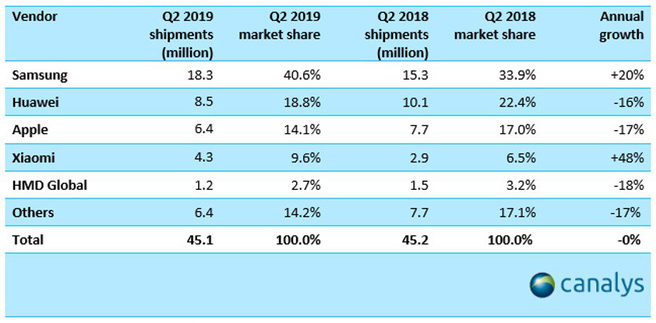 Vendor Q2 2019 shipments (million) Q2 2019 market share Q2 2018 shipments (million) Q2 2018 market share Annual growth
Samsung 18.3 40.6% 15.3 33.9% +20%
Huawei 8.5 18.8% 10.1 22.4% -16%
Apple 6.4 14.1% 7.7 17.0% -17%
Xiaomi 4.3 9.6% 2.9 6.5% +48%
HMD Global 1.2 2.7% 1.5 3.2% -18%
Others 6.4 14.2% 7.7 17.1% -17%
Total 45.1 100.0% 45.2 100.0% -0%
canalys